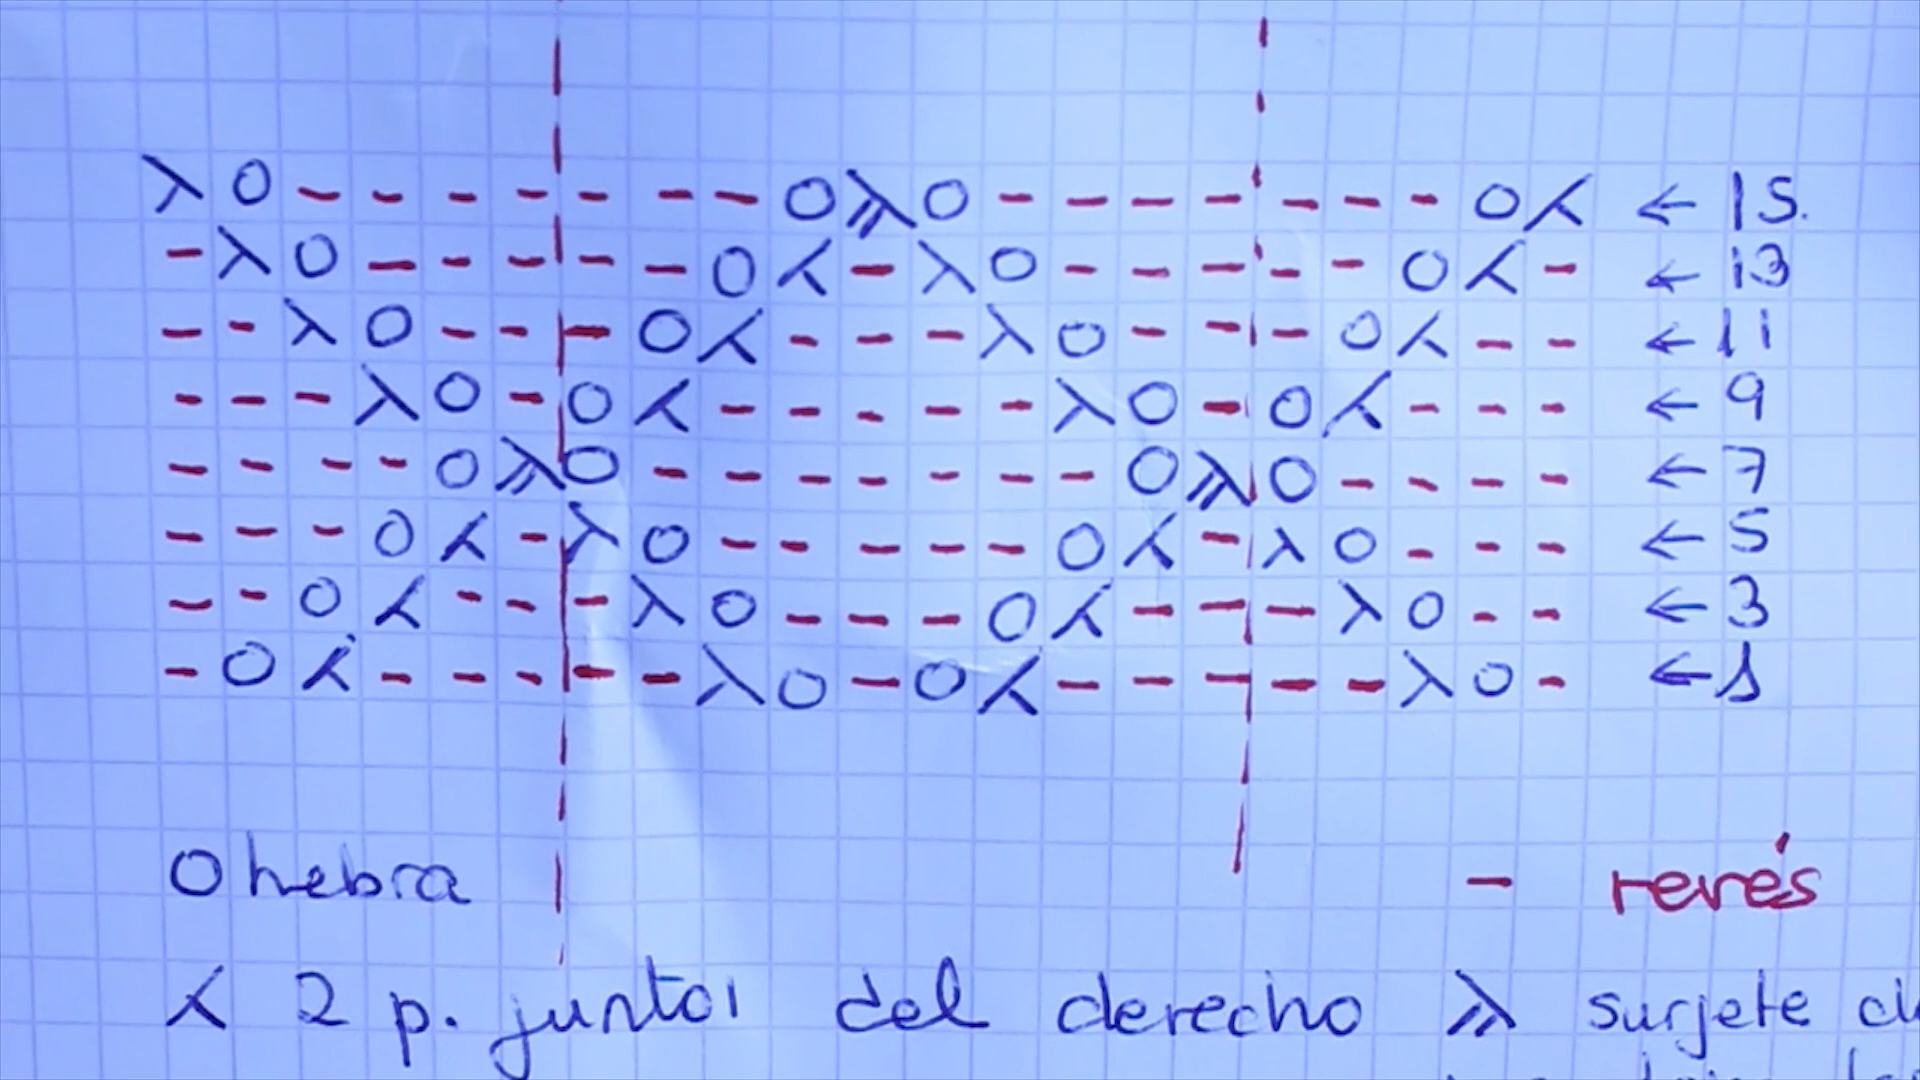 λ O - - - - - - - O λ O - - - - - - - O ⅄ ← 15.
- λ O - - - - - O ⅄ - λ O - - - - - O ⅄ - ← 13
- - λ O - - - O ⅄ - - - λ O - - - O ⅄ - - ← 11
- - - λ O - O ⅄ - - - - - λ O - O ⅄ - - - ← 9
- - - - O λ O - - - - - - - O λ O - - - - ← 7
- - - O ⅄ - λ O - - - - - O ⅄ - λ O - - - ← 5
- - O ⅄ - - - λ O - - - O ⅄ - - - λ O - - ← 3
- O ⅄ - - - - - λ O - O ⅄ - - - - - λ O - ← 1
O hebra - revés
⅄ 2 p. juntos del derecho λ surjete